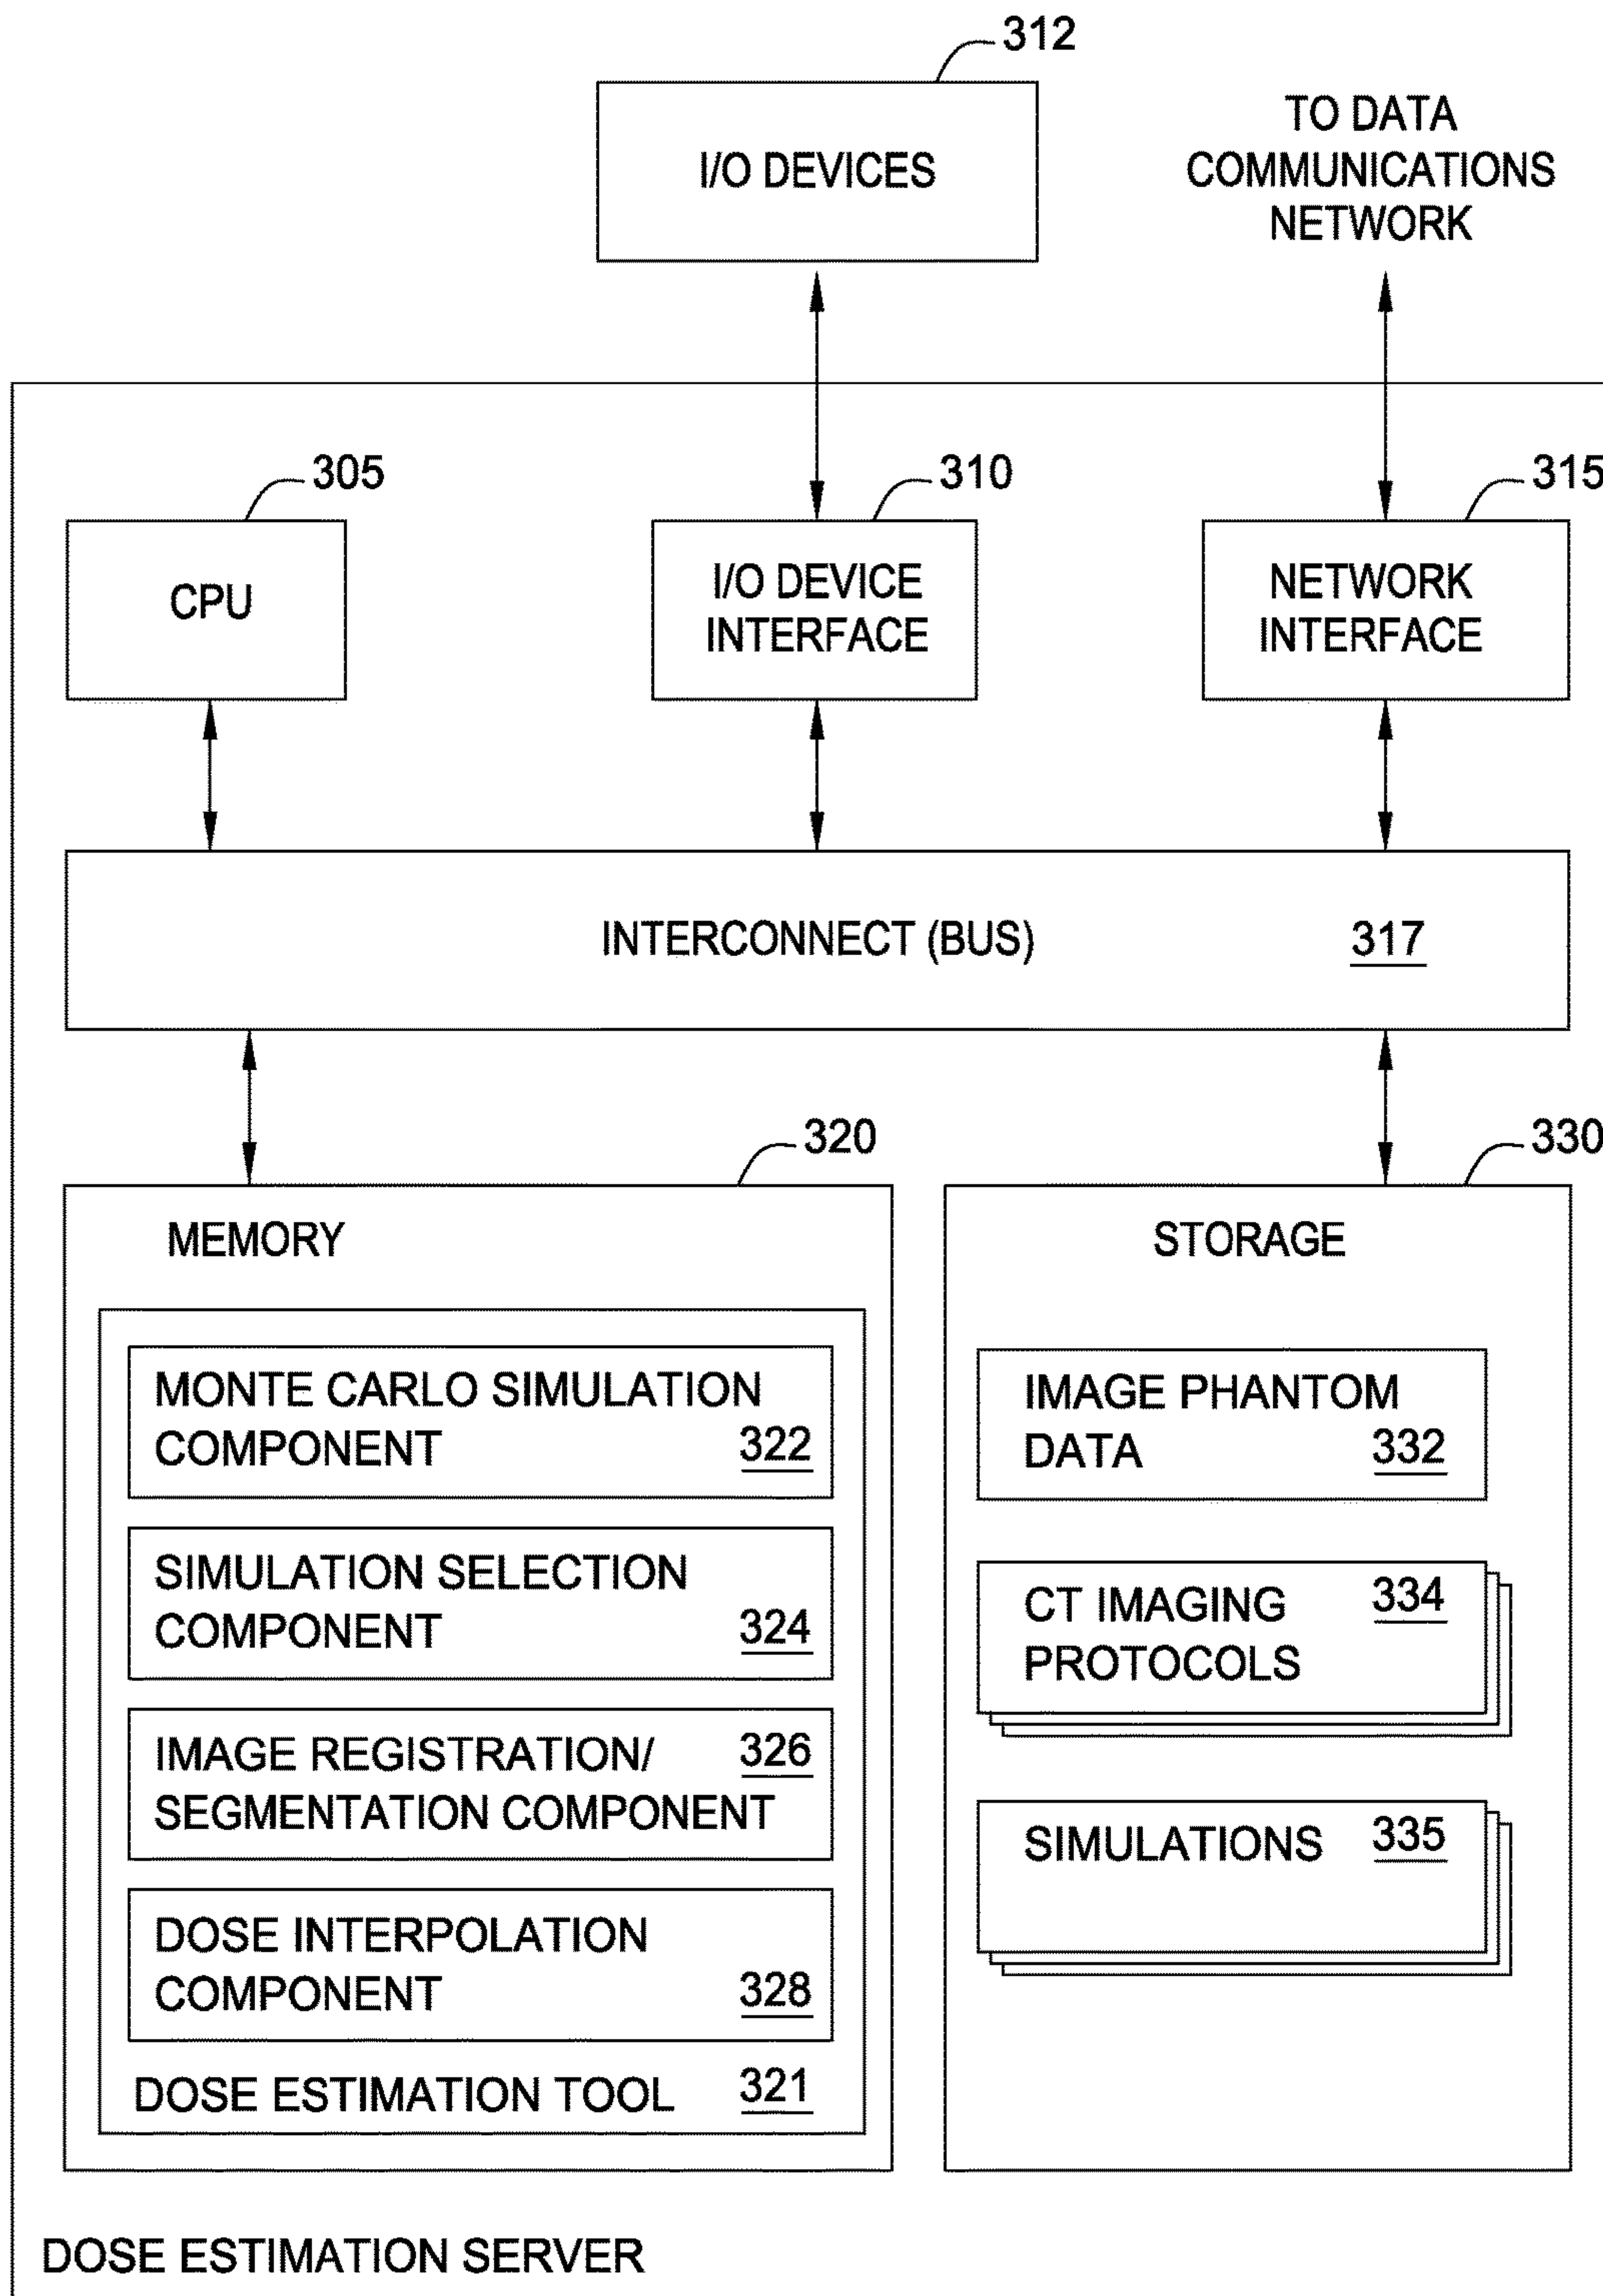 312
I/O DEVICES
TO DATA
COMMUNICATIONS
NETWORK
305
310
315
CPU
I/O DEVICE
INTERFACE
NETWORK
INTERFACE
INTERCONNECT (BUS) 317
320
330
MEMORY
MONTE CARLO SIMULATION
COMPONENT 322
SIMULATION SELECTION
COMPONENT 324
IMAGE REGISTRATION/ 326
SEGMENTATION COMPONENT
DOSE INTERPOLATION
COMPONENT 328
DOSE ESTIMATION TOOL 321
STORAGE
IMAGE PHANTOM
DATA 332
CT IMAGING 334
PROTOCOLS
SIMULATIONS 335
DOSE ESTIMATION SERVER